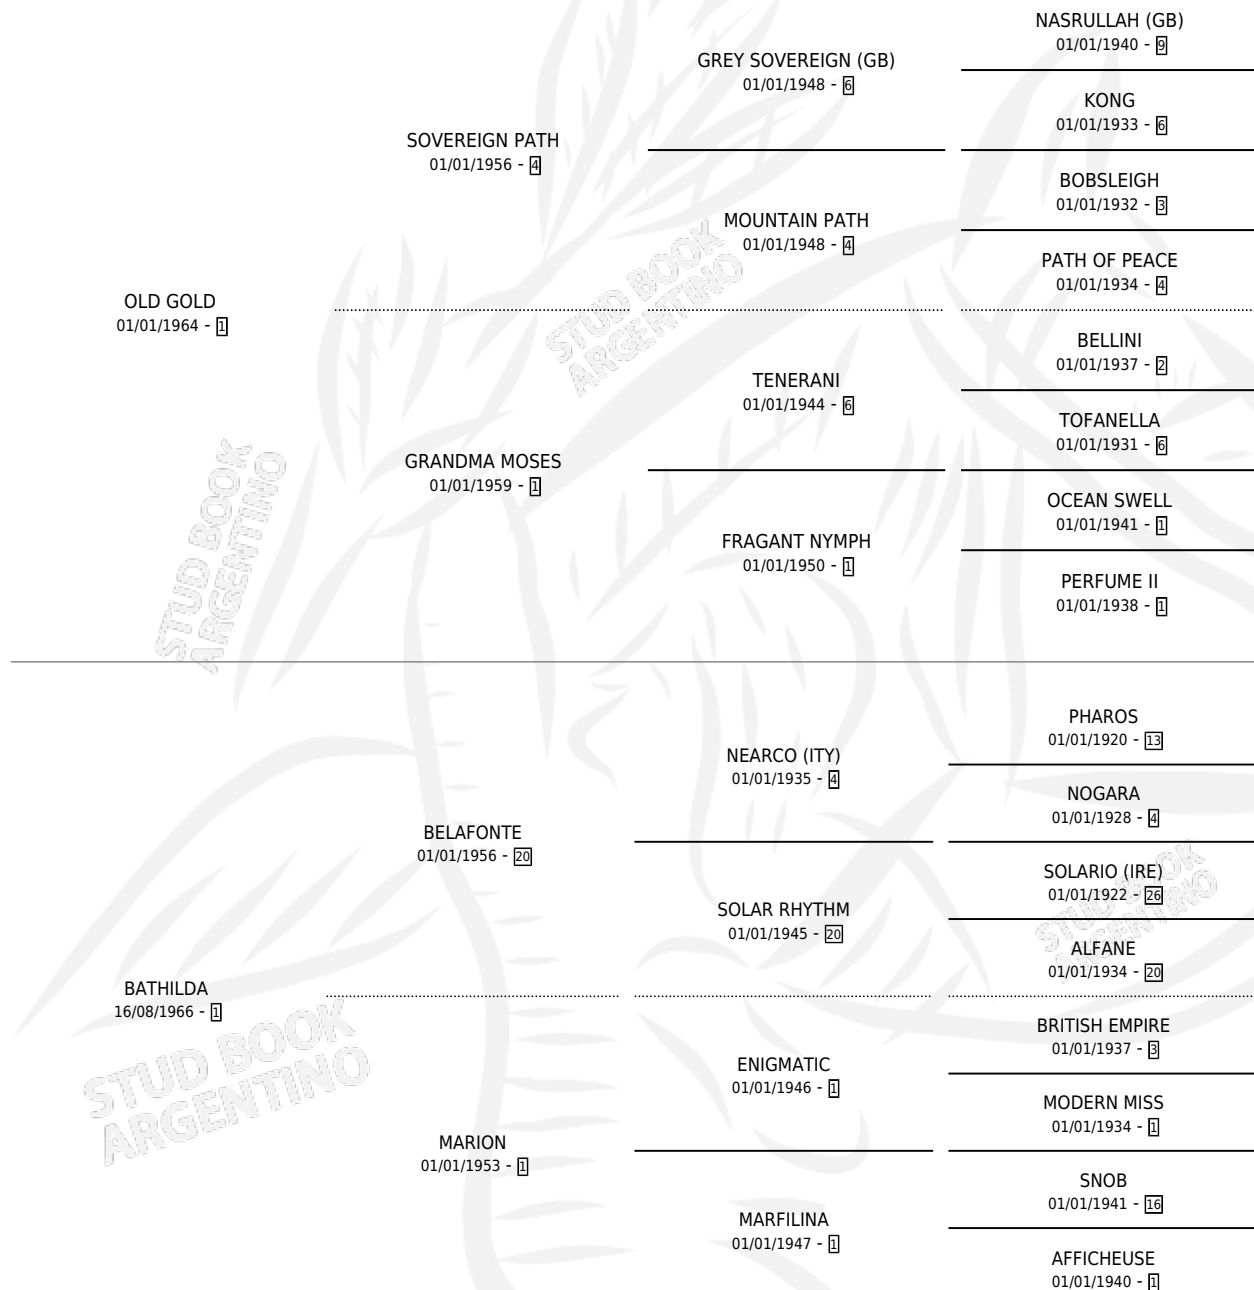 NASRULLAH (GB)
01/01/1940 - 9
GREY SOVEREIGN (GB)
01/01/1948 - 6
KONG
01/01/1933 - 6
SOVEREIGN PATH
01/01/1956 - 4
BOBSLEIGH
01/01/1932 - 3
MOUNTAIN PATH
01/01/1948 - 4
PATH OF PEACE
01/01/1934 - 4
OLD GOLD
01/01/1964 - 1
BELLINI
01/01/1937 - 2
TENERANI
01/01/1944 - 6
TOFANELLA
01/01/1931 - 6
GRANDMA MOSES
01/01/1959 - 1
OCEAN SWELL
01/01/1941 - 1
FRAGANT NYMPH
01/01/1950 - 1
PERFUME II
01/01/1938 - 1
STUD BOOK
ARGENTINO
STUD BOOK
ARGENTINO
PHAROS
01/01/1920 - 13
NEARCO (ITY)
01/01/1935 - 4
NOGARA
01/01/1928 - 4
BELAFONTE
01/01/1956 - 20
SOLARIO (IRE)
01/01/1922 - 26
SOLAR RHYTHM
01/01/1945 - 20
ALFANE
01/01/1934 - 20
BATHILDA
16/08/1966 - 1
BRITISH EMPIRE
01/01/1937 - 3
ENIGMATIC
01/01/1946 - 1
MODERN MISS
01/01/1934 - 1
MARION
01/01/1953 - 1
SNOB
01/01/1941 - 16
MARFILINA
01/01/1947 - 1
AFFICHEUSE
01/01/1940 - 1
STUD BOOK
ARGENTINO
STUD BOOK
ARGENTINO